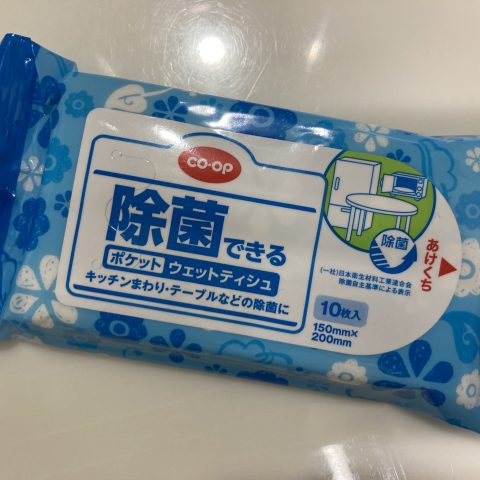 co-op
除菌できる
ポケット ウェットティシュ
キッチンまわり・テーブルなどの除菌に
除菌
(一社)日本衛生材料工業連合会
除菌自主基準による表示
あけくち
10枚入
150mm×
200mm